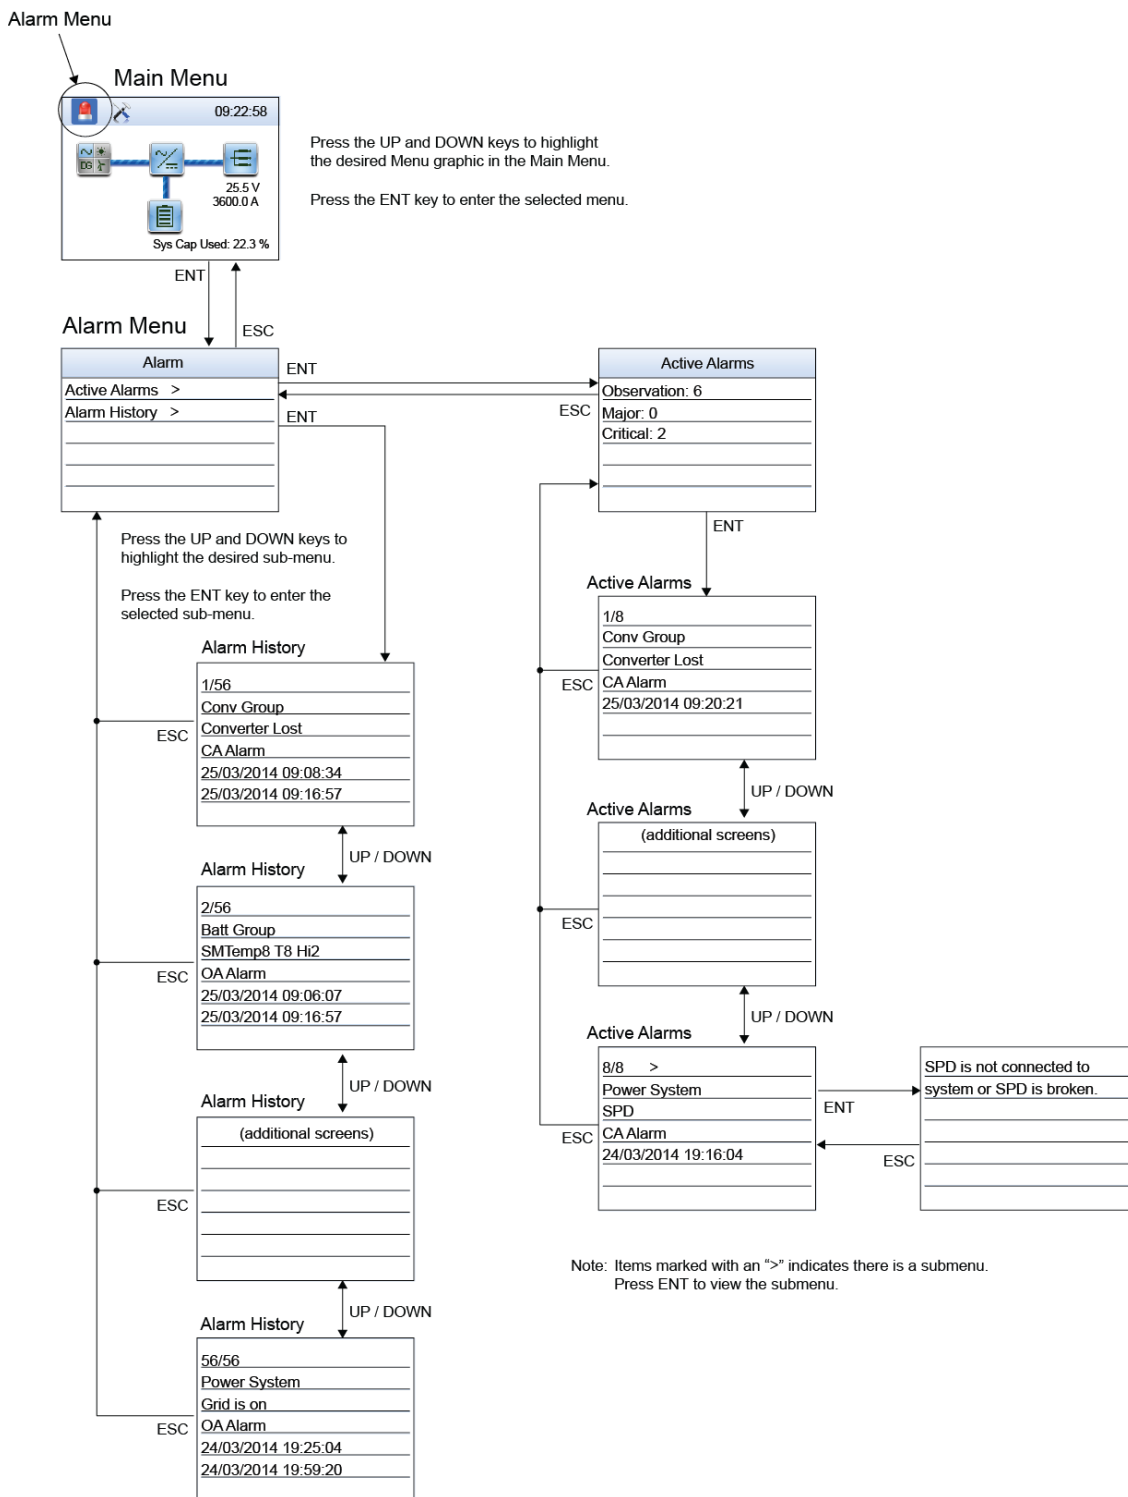 Alarm Menu
Main Menu
09:22:58
DG
25.5 V
3600.0 A
Sys Cap Used: 22.3 %
Press the UP and DOWN keys to highlight
the desired Menu graphic in the Main Menu.
Press the ENT key to enter the selected menu.
ENT
ESC
Alarm Menu
Alarm
Active Alarms >
Alarm History >
ENT
ESC
ENT
Active Alarms
Observation: 6
Major: 0
Critical: 2
ENT
Press the UP and DOWN keys to
highlight the desired sub-menu.
Press the ENT key to enter the
selected sub-menu.
Alarm History
1/56
Conv Group
Converter Lost
CA Alarm
25/03/2014 09:08:34
25/03/2014 09:16:57
ESC
UP / DOWN
Alarm History
2/56
Batt Group
SMTemp8 T8 Hi2
OA Alarm
25/03/2014 09:06:07
25/03/2014 09:16:57
ESC
UP / DOWN
Alarm History
(additional screens)
ESC
UP / DOWN
Alarm History
56/56
Power System
Grid is on
OA Alarm
24/03/2014 19:25:04
24/03/2014 19:59:20
ESC
Active Alarms
1/8
Conv Group
Converter Lost
CA Alarm
25/03/2014 09:20:21
ESC
UP / DOWN
Active Alarms
(additional screens)
ESC
UP / DOWN
Active Alarms
8/8 >
Power System
SPD
CA Alarm
24/03/2014 19:16:04
ESC
ENT
ESC
SPD is not connected to
system or SPD is broken.
Note: Items marked with an “>” indicates there is a submenu.
Press ENT to view the submenu.